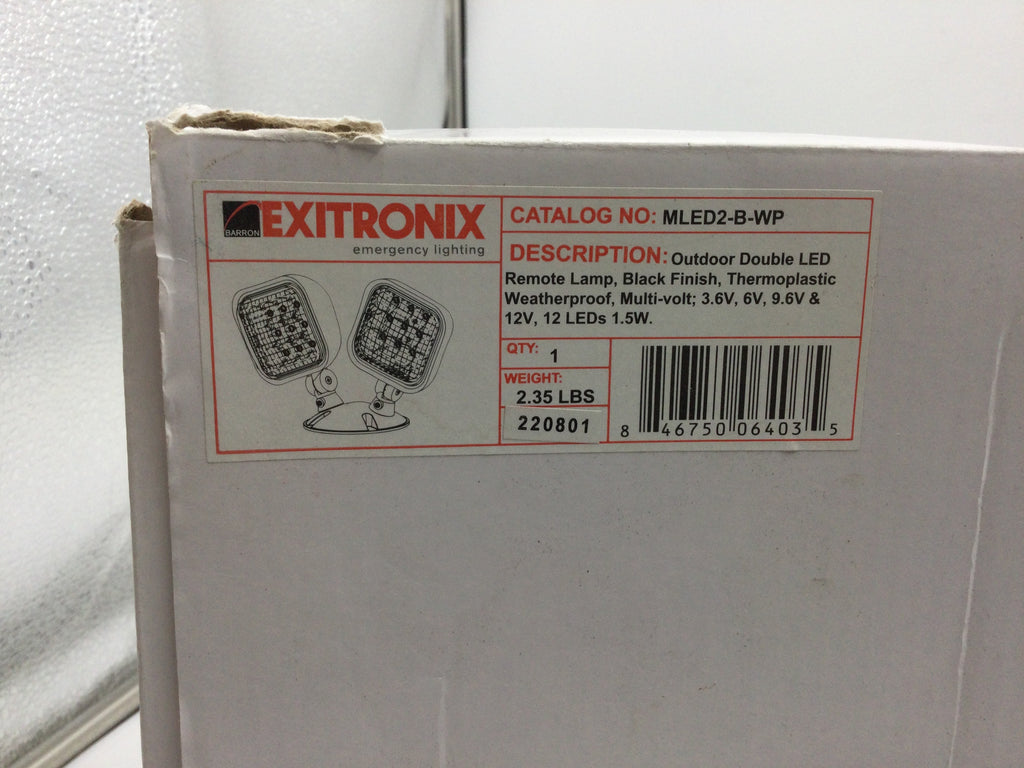 BARRON
EXITRONIX
emergency lighting
CATALOG NO: MLED2-B-WP
DESCRIPTION: Outdoor Double LED
Remote Lamp, Black Finish, Thermoplastic
Weatherproof, Multi-volt; 3.6V, 6V, 9.6V &
12V, 12 LEDs 1.5W.
QTY: 1
WEIGHT:
2.35 LBS
220801
8 46750 06403 5